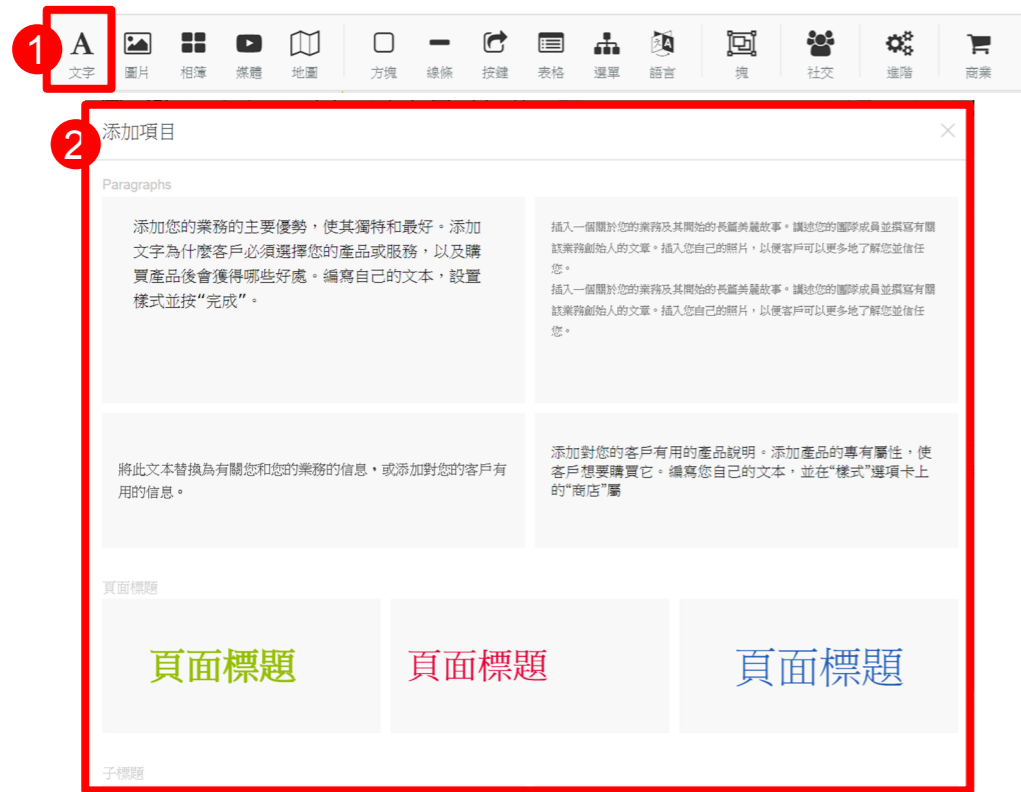 1
A
文字 圖片 相簿 媒體 地圖 方塊 線條 按鍵 表格 選單 語言 塊 社交 進階 商業
2
添加項目
Paragraphs
添加您的業務的主要優勢，使其獨特和最好。添加
文字為什麼客戶必須選擇您的產品或服務，以及購
買產品後會獲得哪些好處。編寫自己的文本，設置
樣式並按“完成”。
插入一個關於您的業務及其開始的長篇美麗故事。講述您的團隊成員並撰寫有關
該業務創始人的文章。插入您自己的照片，以便客戶可以更多地了解您並信任
您。
插入一個關於您的業務及其開始的長篇美麗故事。講述您的團隊成員並撰寫有關
該業務創始人的文章。插入您自己的照片，以便客戶可以更多地了解您並信任
您。
將此文本替換為有關您和您的業務的信息，或添加對您的客戶有
用的信息。
添加對您的客戶有用的產品說明。添加產品的專有屬性，使
客戶想要購買它。編寫您自己的文本，並在“樣式”選項卡上
的“商店”屬
頁面標題
頁面標題 頁面標題 頁面標題
子標題